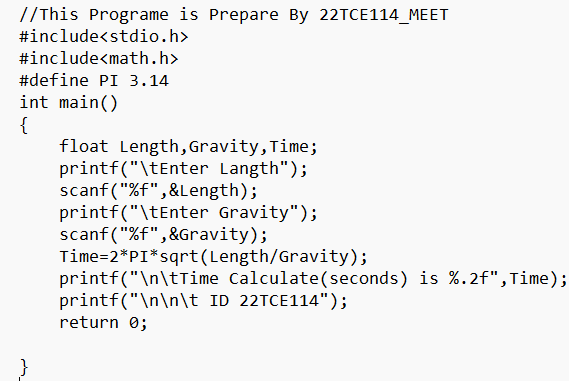 //This Programe is Prepare By 22TCE114_MEET
#include<stdio.h>
#include<math.h>
#define PI 3.14
int main()
{
    float Length,Gravity,Time;
    printf("\tEnter Langth");
    scanf("%f",&Length);
    printf("\tEnter Gravity");
    scanf("%f",&Gravity);
    Time=2*PI*sqrt(Length/Gravity);
    printf("\n\tTime Calculate(seconds) is %.2f",Time);
    printf("\n\n\t ID 22TCE114");
    return 0;

}